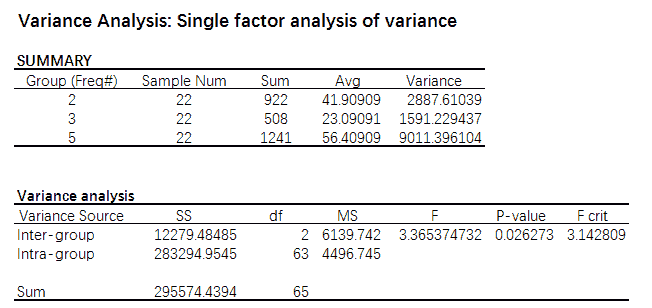 Variance Analysis: Single factor analysis of variance
SUMMARY
Group (Freq#) Sample Num Sum Avg Variance
2 22 922 41.90909 2887.61039
3 22 508 23.09091 1591.229437
5 22 1241 56.40909 9011.396104
Variance analysis
Variance Source SS df MS F P-value F crit
Inter-group 12279.48485 2 6139.742 3.365374732 0.026273 3.142809
Intra-group 283294.9545 63 4496.745
Sum 295574.4394 65